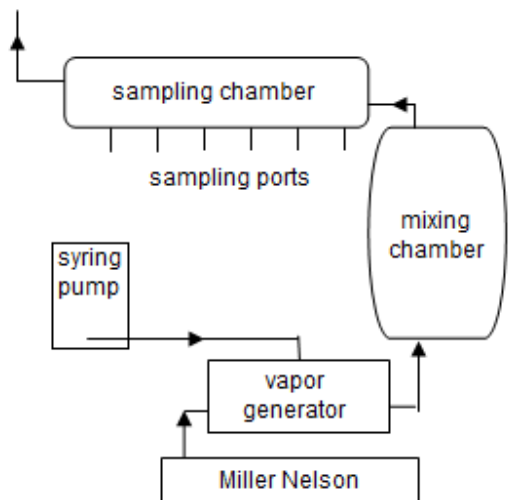 sampling chamber
sampling ports
mixing
chamber
syring
pump
vapor
generator
Miller Nelson